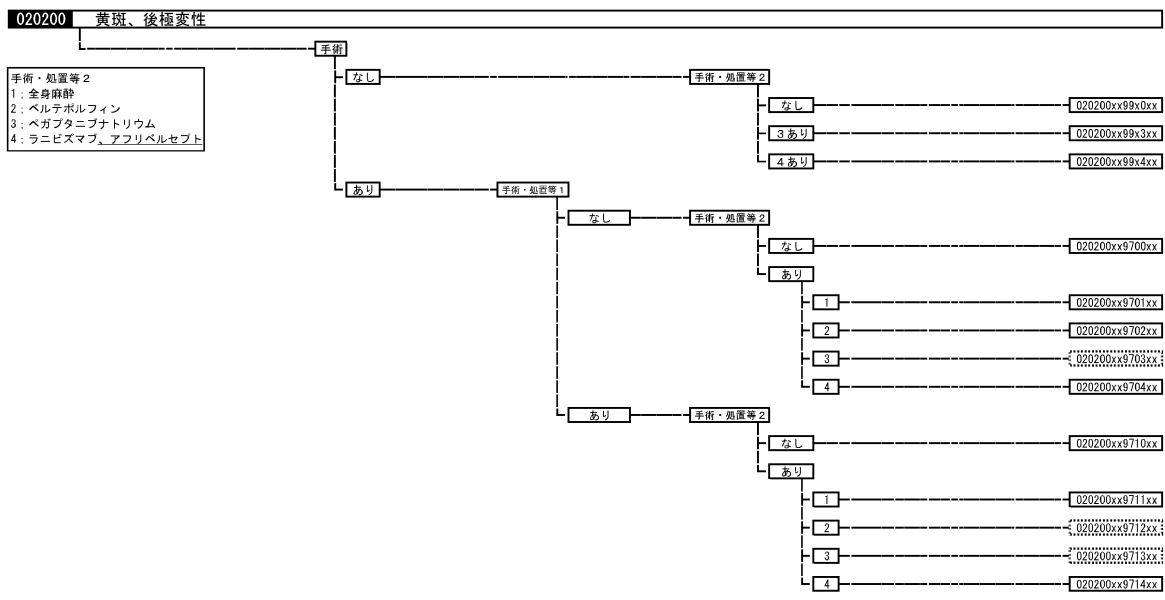 020200 黄斑、後極変性
手術
手術・処置等２
1；全身麻酔
2；ベルテポルフィン
3；ペガプタニブナトリウム
4；ラニビズマブ、アフリベルセプト
なし 手術・処置等２
なし 020200xx99x0xx
３あり 020200xx99x3xx
４あり 020200xx99x4xx
あり 手術・処置等１
なし 手術・処置等２
なし 020200xx9700xx
あり
1 020200xx9701xx
2 020200xx9702xx
3 020200xx9703xx
4 020200xx9704xx
あり 手術・処置等２
なし 020200xx9710xx
あり
1 020200xx9711xx
2 020200xx9712xx
3 020200xx9713xx
4 020200xx9714xx